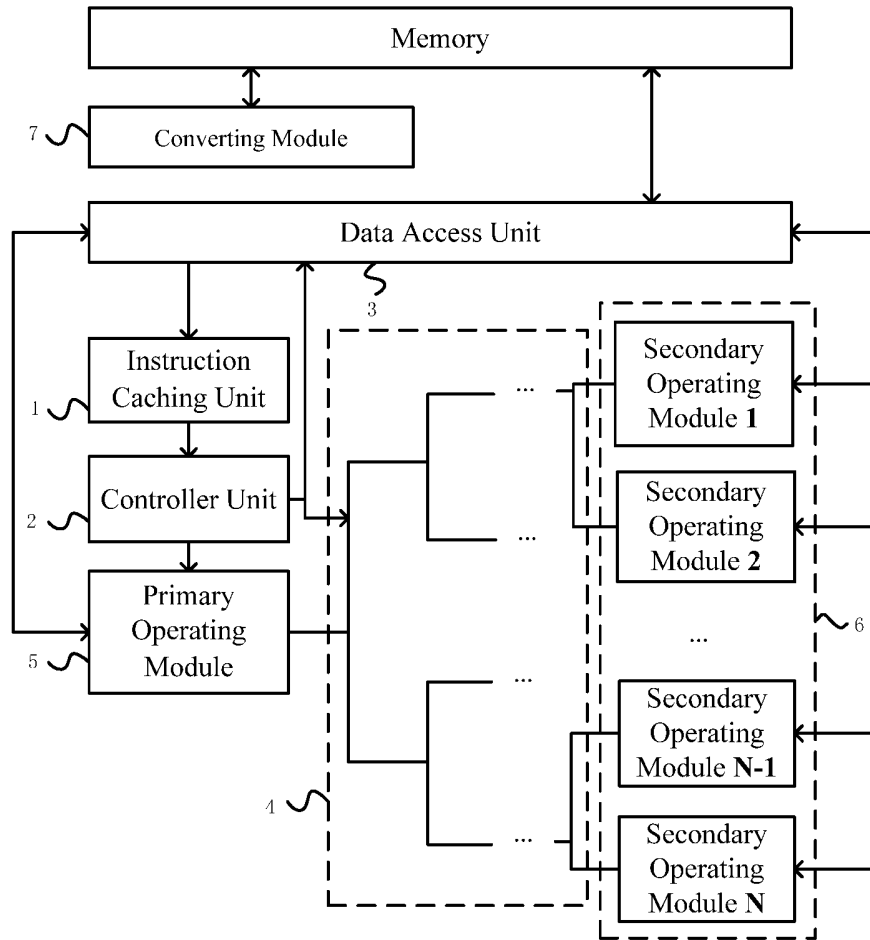 Memory
7
Converting Module
Data Access Unit
3
Instruction
Caching Unit
1
Controller Unit
2
Primary
Operating
Module
5
...
...
...
...
4
Secondary
Operating
Module 1
Secondary
Operating
Module 2
...
6
Secondary
Operating
Module N-1
Secondary
Operating
Module N